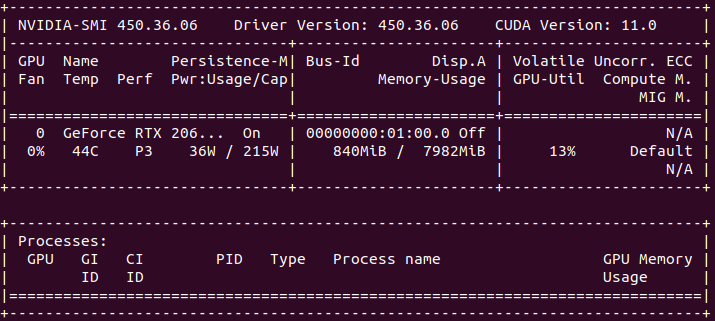 +-----------------------------------------------------------------------------+
| NVIDIA-SMI 450.36.06    Driver Version: 450.36.06    CUDA Version: 11.0     |
|-------------------------------+----------------------+----------------------+
| GPU  Name        Persistence-M| Bus-Id        Disp.A | Volatile Uncorr. ECC |
| Fan  Temp  Perf  Pwr:Usage/Cap|         Memory-Usage | GPU-Util  Compute M. |
|                               |                      |               MIG M. |
|===============================+======================+======================|
|   0  GeForce RTX 206...  On   | 00000000:01:00.0 Off |                  N/A |
|  0%   44C    P3    36W / 215W |    840MiB /  7982MiB |     13%      Default |
|                               |                      |                  N/A |
+-------------------------------+----------------------+----------------------+

+-----------------------------------------------------------------------------+
| Processes:                                                                  |
|  GPU   GI   CI        PID   Type   Process name                  GPU Memory |
|        ID   ID                                                   Usage      |
|=============================================================================|
+-----------------------------------------------------------------------------+